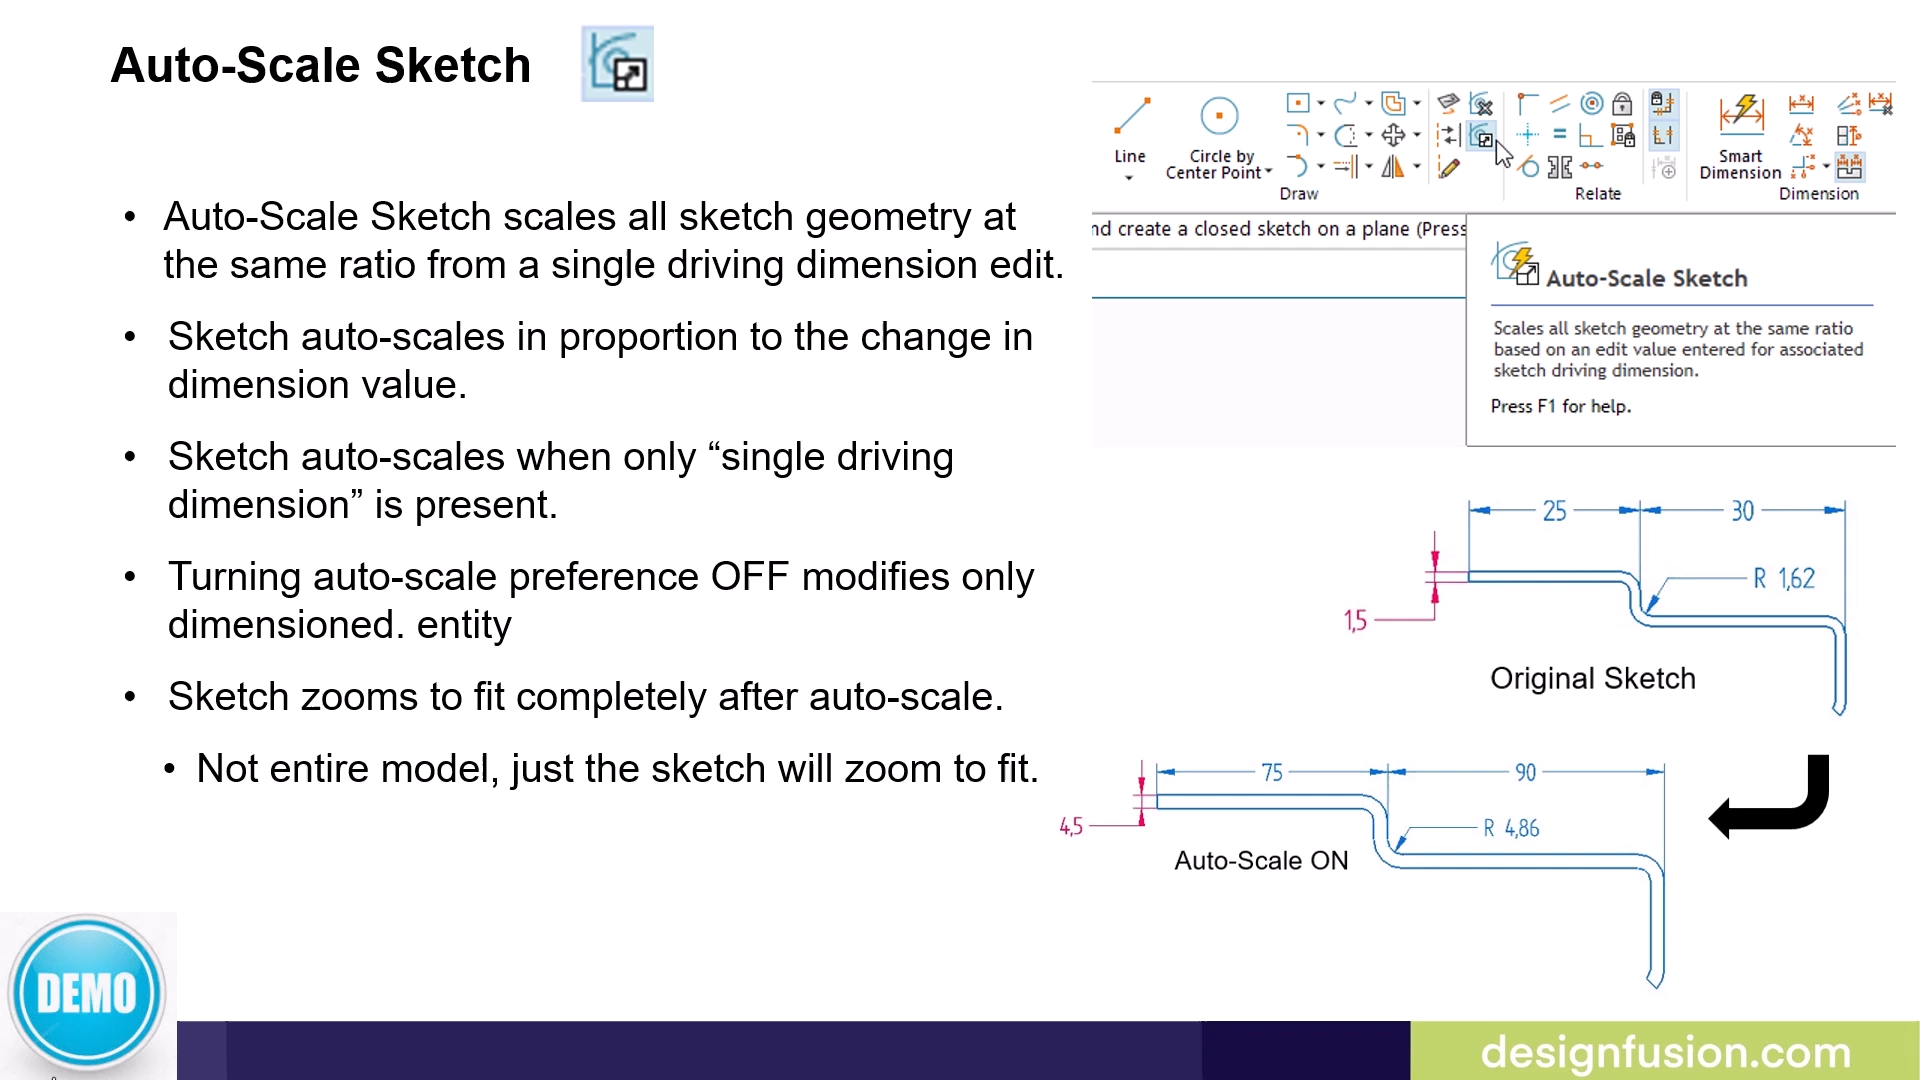 Auto-Scale Sketch
• Auto-Scale Sketch scales all sketch geometry at
the same ratio from a single driving dimension edit.
• Sketch auto-scales in proportion to the change in
dimension value.
• Sketch auto-scales when only “single driving
dimension” is present.
• Turning auto-scale preference OFF modifies only
dimensioned. entity
• Sketch zooms to fit completely after auto-scale.
• Not entire model, just the sketch will zoom to fit.
Line
Circle by
Center Point
Draw
Relate
Smart
Dimension
Dimension
nd create a closed sketch on a plane (Press
Auto-Scale Sketch
Scales all sketch geometry at the same ratio
based on an edit value entered for associated
sketch driving dimension.
Press F1 for help.
25
30
R 1,62
1,5
Original Sketch
75
90
4,5
R 4,86
Auto-Scale ON
DEMO
designfusion.com